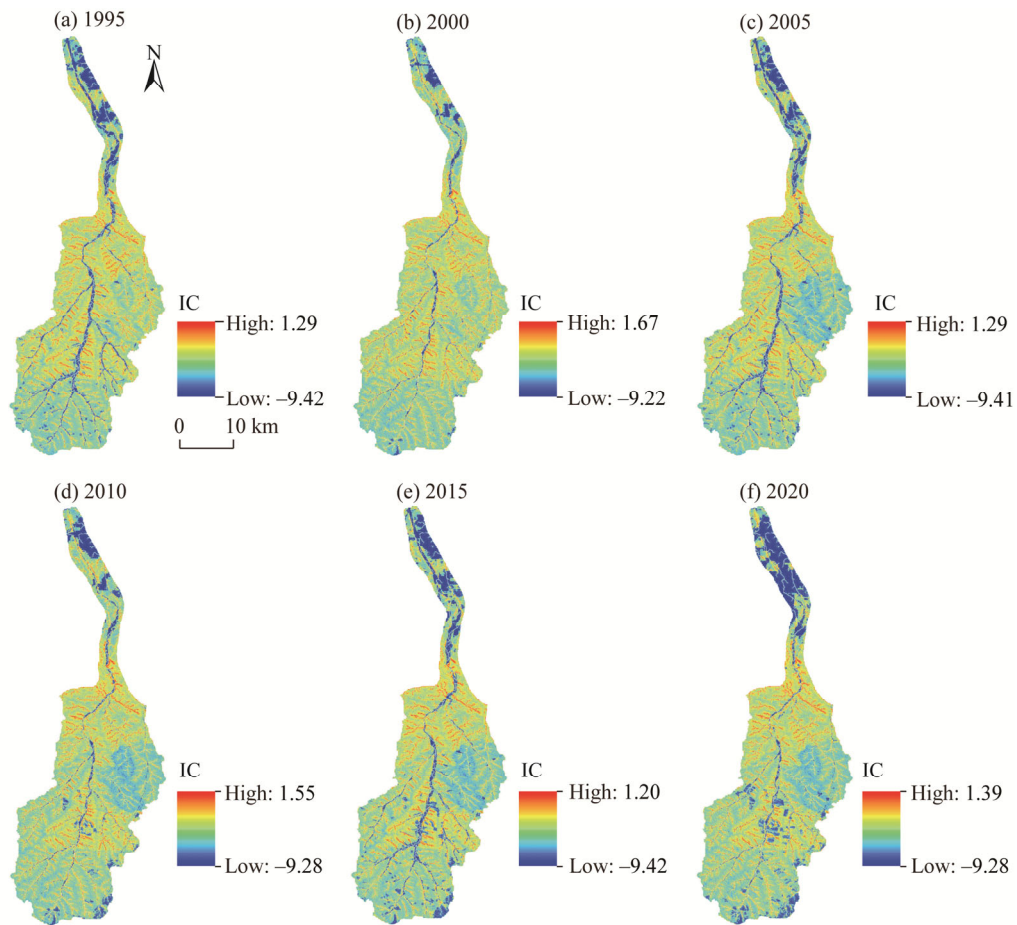 (a) 1995
(b) 2000
(c) 2005
N
IC
High: 1.29
Low: –9.42
0 10 km
IC
High: 1.67
Low: –9.22
IC
High: 1.29
Low: –9.41
(d) 2010
(e) 2015
(f) 2020
IC
High: 1.55
Low: –9.28
IC
High: 1.20
Low: –9.42
IC
High: 1.39
Low: –9.28